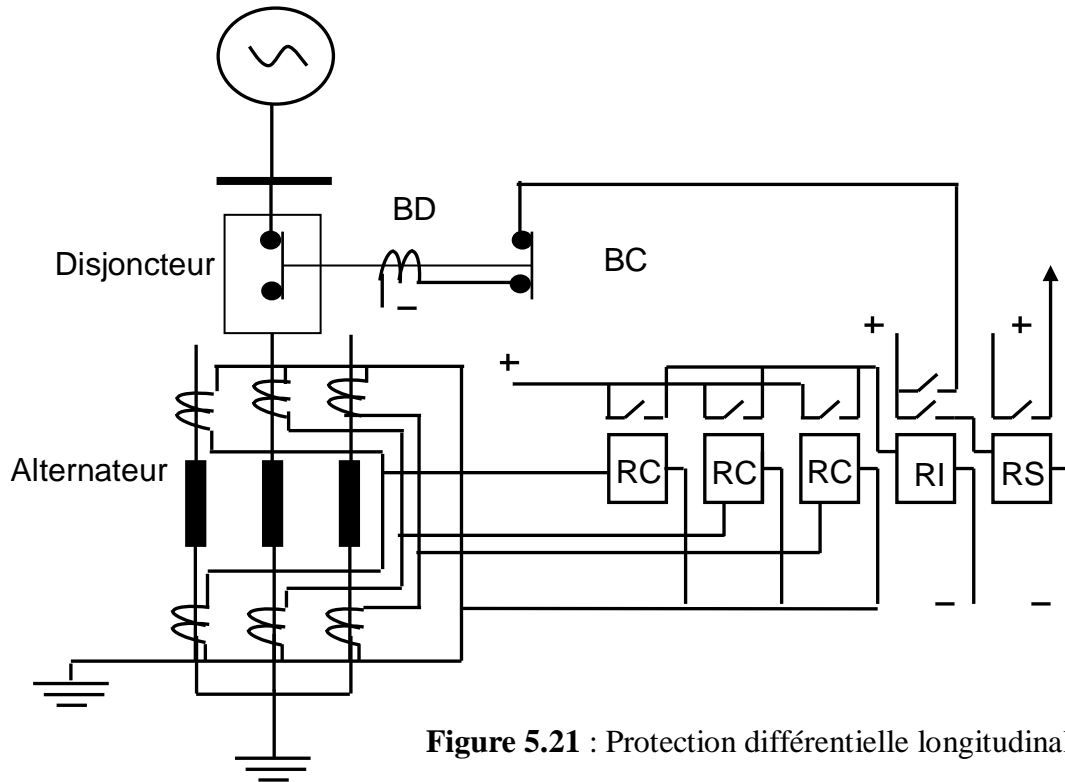 BD
BC
Disjoncteur
+
+
+
−
Alternateur
RC
RC
RC
RI
RS
−
−
Figure 5.21 : Protection différentielle longitudinal